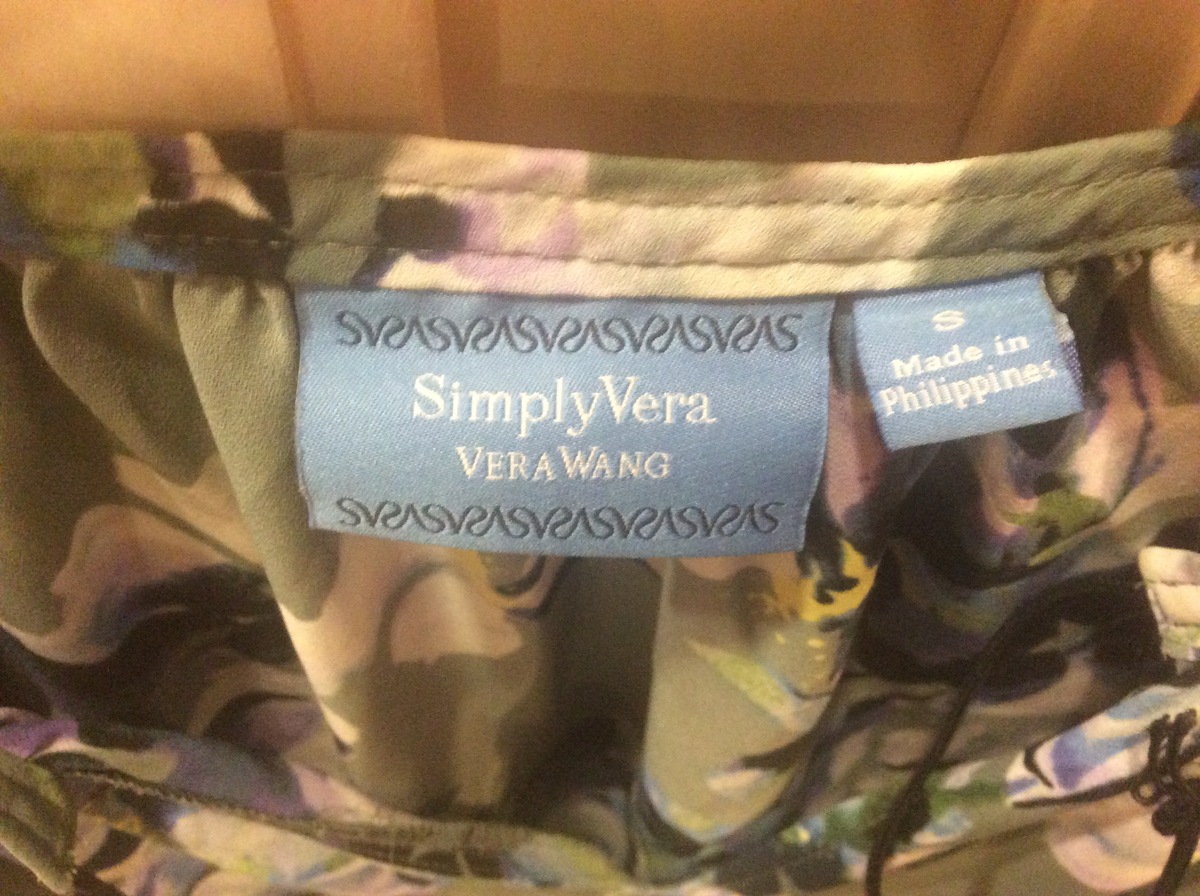 SimplyVera
VERA WANG
S
Made in
Philippines